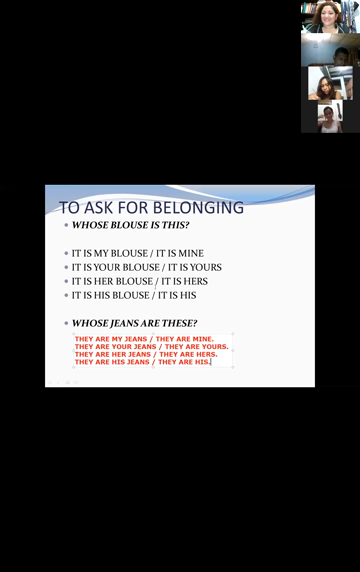 TO ASK FOR BELONGING
WHOSE BLOUSE IS THIS?
IT IS MY BLOUSE / IT IS MINE
IT IS YOUR BLOUSE / IT IS YOURS
IT IS HER BLOUSE / IT IS HERS
IT IS HIS BLOUSE / IT IS HIS
WHOSE JEANS ARE THESE?
THEY ARE MY JEANS / THEY ARE MINE.
THEY ARE YOUR JEANS / THEY ARE YOURS.
THEY ARE HER JEANS / THEY ARE HERS.
THEY ARE HIS JEANS / THEY ARE HIS.